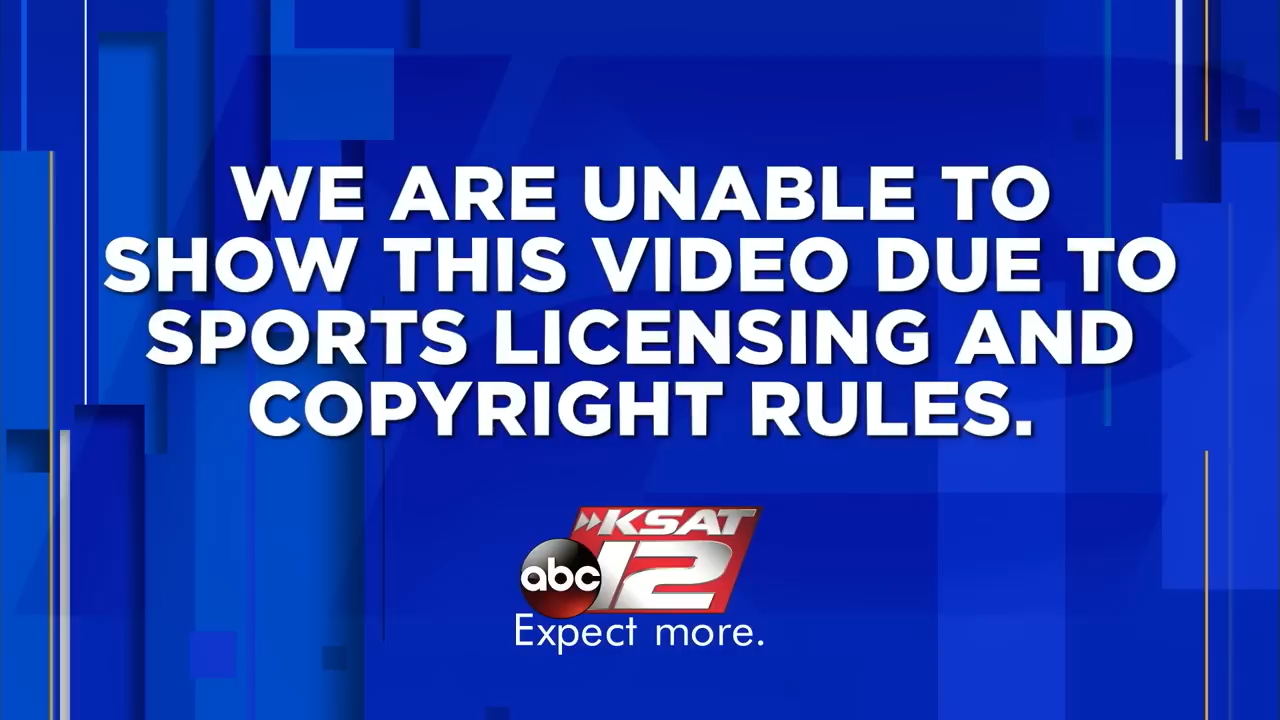 WE ARE UNABLE TO
SHOW THIS VIDEO DUE TO
SPORTS LICENSING AND
COPYRIGHT RULES.
KSAT
abc 12
Expect more.